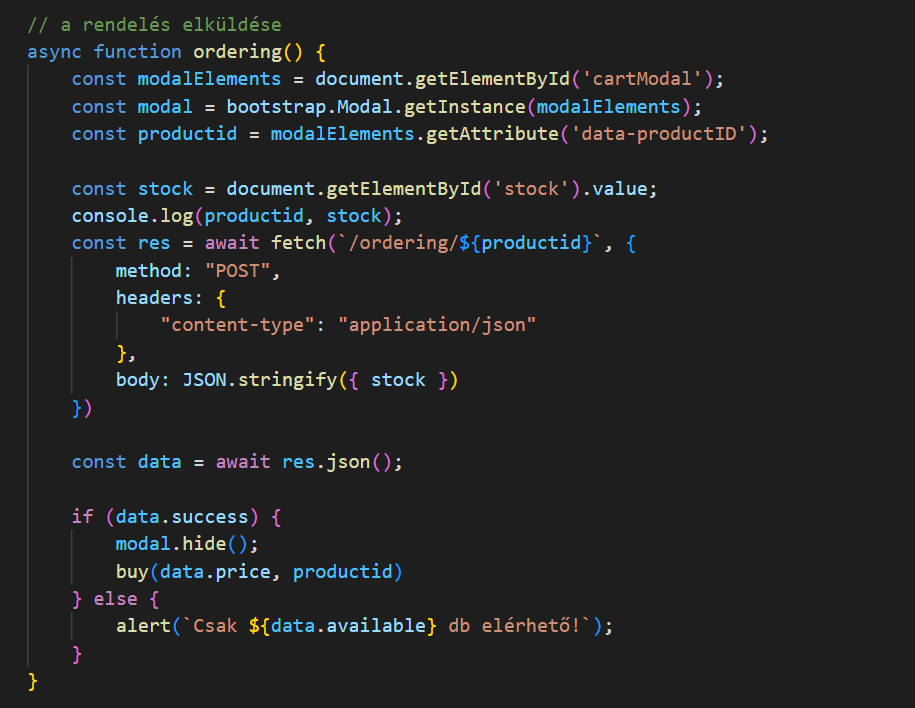 // a rendelés elküldése
async function ordering() {
    const modalElements = document.getElementById('cartModal');
    const modal = bootstrap.Modal.getInstance(modalElements);
    const productid = modalElements.getAttribute('data-productID');

    const stock = document.getElementById('stock').value;
    console.log(productid, stock);
    const res = await fetch(`/ordering/${productid}`, {
        method: "POST",
        headers: {
            "content-type": "application/json"
        },
        body: JSON.stringify({ stock })
    })

    const data = await res.json();

    if (data.success) {
        modal.hide();
        buy(data.price, productid)
    } else {
        alert(`Csak ${data.available} db elérhető!`);
    }
}